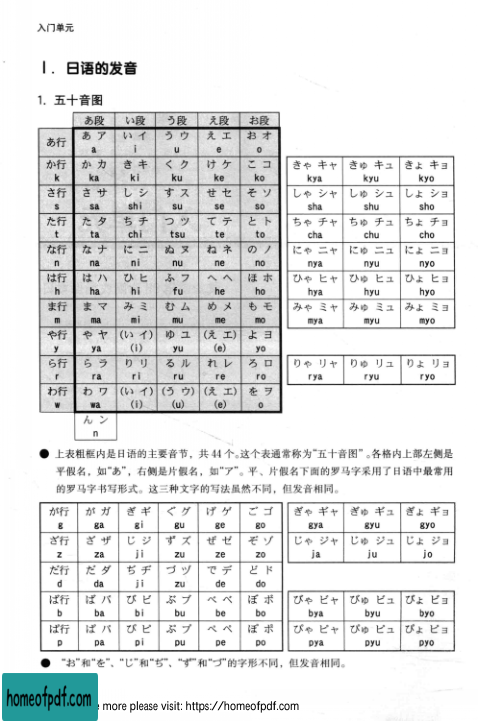 入门单元
Ⅰ. 日语的发音
1. 五十音图
あ段 い段 う段 え段 お段
あ行 あ ア い イ う ウ え エ お オ
a i u e o
か行 か カ き キ く ク け ケ こ コ きゃ キャ きゅ キュ きょ キョ
k ka ki ku ke ko kya kyu kyo
さ行 さ サ し シ す ス せ セ そ ソ しゃ シャ しゅ シュ しょ ショ
s sa shi su se so sha shu sho
た行 た タ ち チ つ ツ て テ と ト ちゃ チャ ちゅ チュ ちょ チョ
t ta chi tsu te to cha chu cho
な行 な ナ に ニ ぬ ヌ ね ネ の ノ にゃ ニャ にゅ ニュ にょ ニョ
n na ni nu ne no nya nyu nyo
は行 は ハ ひ ヒ ふ フ へ ヘ ほ ホ ひゃ ヒャ ひゅ ヒュ ひょ ヒョ
h ha hi fu he ho hya hyu hyo
ま行 ま マ み ミ む ム め メ も モ みゃ ミャ みゅ ミュ みょ ミョ
m ma mi mu me mo mya myu myo
や行 や ヤ (い イ) ゆ ユ (え エ) よ ヨ
y ya (i) yu (e) yo
ら行 ら ラ り リ る ル れ レ ろ ロ りゃ リャ りゅ リュ りょ リョ
r ra ri ru re ro rya ryu ryo
わ行 わ ワ (い イ) (う ウ) (え エ) を ヲ
w wa (i) (u) (e) o
ん ン
n
● 上表粗框内是日语的主要音节，共 44 个。这个表通常称为“五十音图”。各格内上部左侧是
平假名，如“あ”，右侧是片假名，如“ア”。平、片假名下面的罗马字采用了日语中最常用
的罗马字书写形式。这三种文字的写法虽然不同，但发音相同。
が行 が ガ ぎ ギ ぐ グ げ ゲ ご ゴ ぎゃ ギャ ぎゅ ギュ ぎょ ギョ
g ga gi gu ge go gya gyu gyo
ざ行 ざ ザ じ ジ ず ズ ぜ ゼ ぞ ゾ じゃ ジャ じゅ ジュ じょ ジョ
z za ji zu ze zo ja ju jo
だ行 だ ダ ぢ ヂ づ ヅ で デ ど ド
d da ji zu de do
ば行 ば バ び ビ ぶ ブ べ ベ ぼ ボ びゃ ビャ びゅ ビュ びょ ビョ
b ba bi bu be bo bya byu byo
ぱ行 ぱ パ ぴ ピ ぷ プ ぺ ペ ぽ ポ ぴゃ ピャ ぴゅ ピュ ぴょ ピョ
p pa pi pu pe po pya pyu pyo
● “お”和“を”、“じ”和“ぢ”、“ず”和“づ”的字形不同，但发音相同。
homeofpdf.com
e more please visit: https://homeofpdf.com